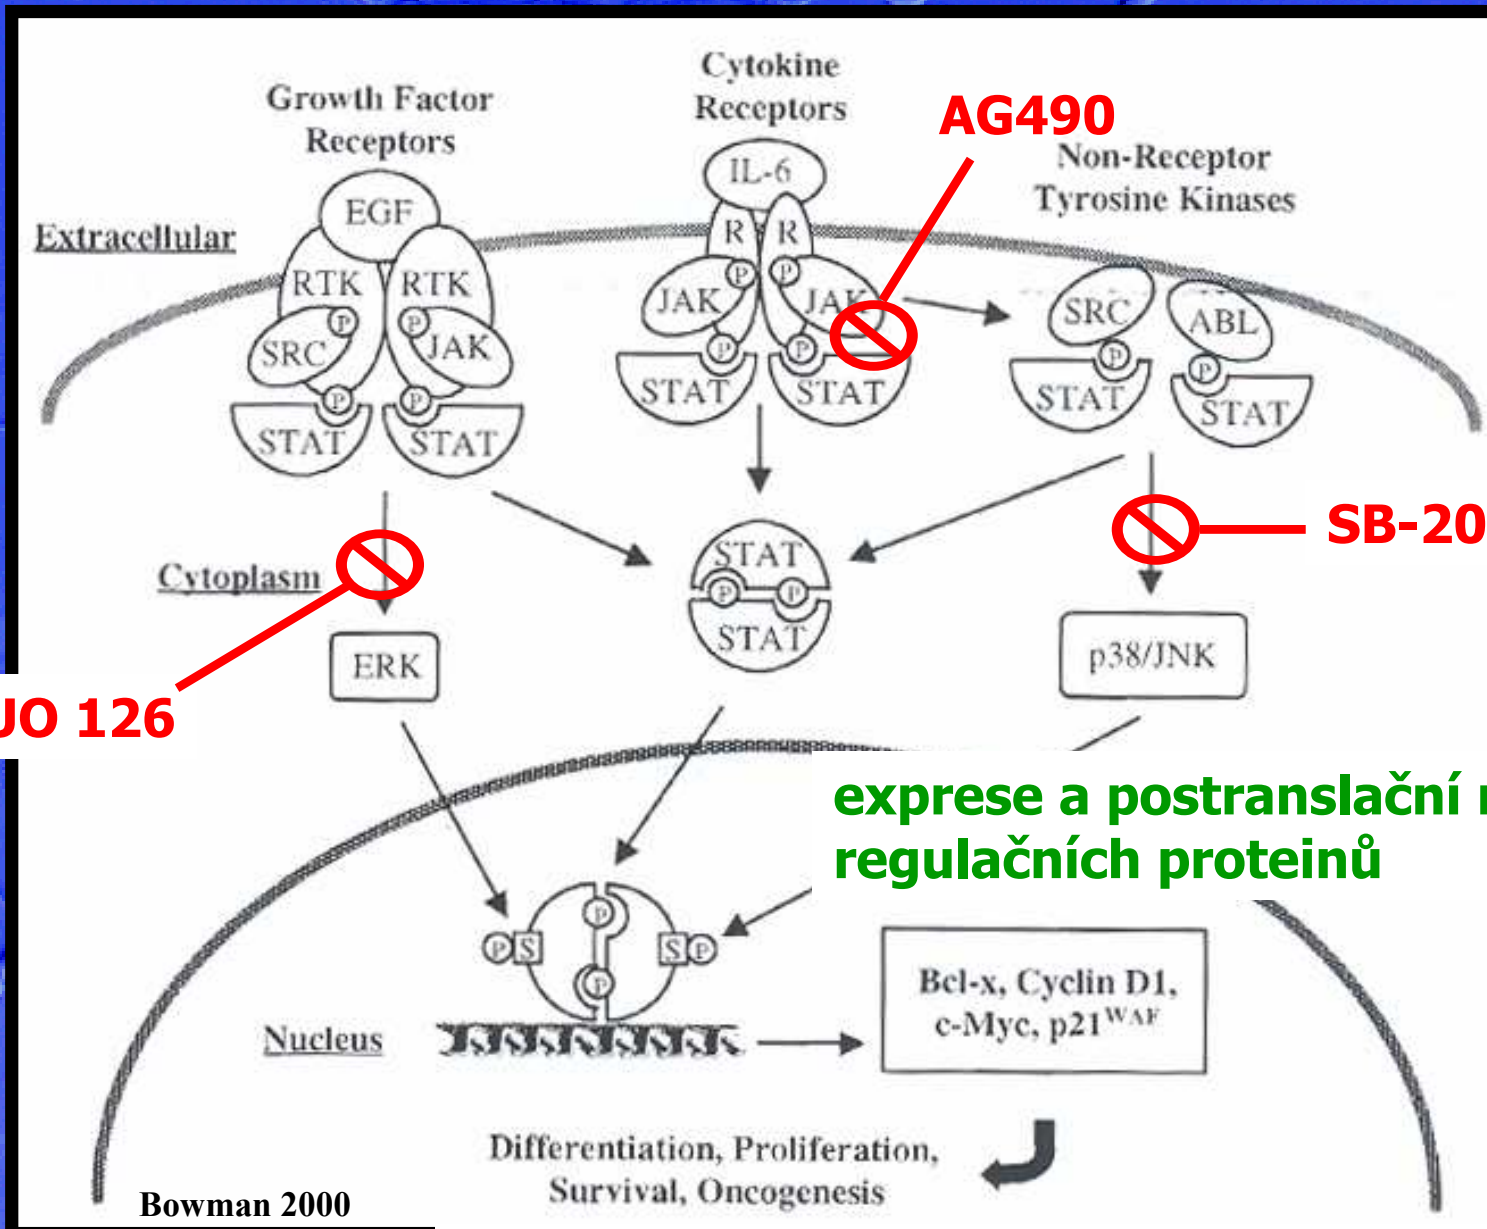 Growth Factor
Receptors
Cytokine
Receptors
AG490
Non-Receptor
Tyrosine Kinases
Extracellular
EGF
IL-6
RTK
RTK
R
R
P
P
P
P
SRC
JAK
JAK
JAK
SRC
ABL
P
P
P
P
P
P
STAT
STAT
STAT
STAT
STAT
STAT
SB-20
Cytoplasm
STAT
P
P
STAT
ERK
p38/JNK
UO 126
exprese a postranslační
regulačních proteinů
P
P
S
S
P
P
Nucleus
Bcl-x, Cyclin D1,
c-Myc, p21WAF
Differentiation, Proliferation,
Survival, Oncogenesis
Bowman 2000